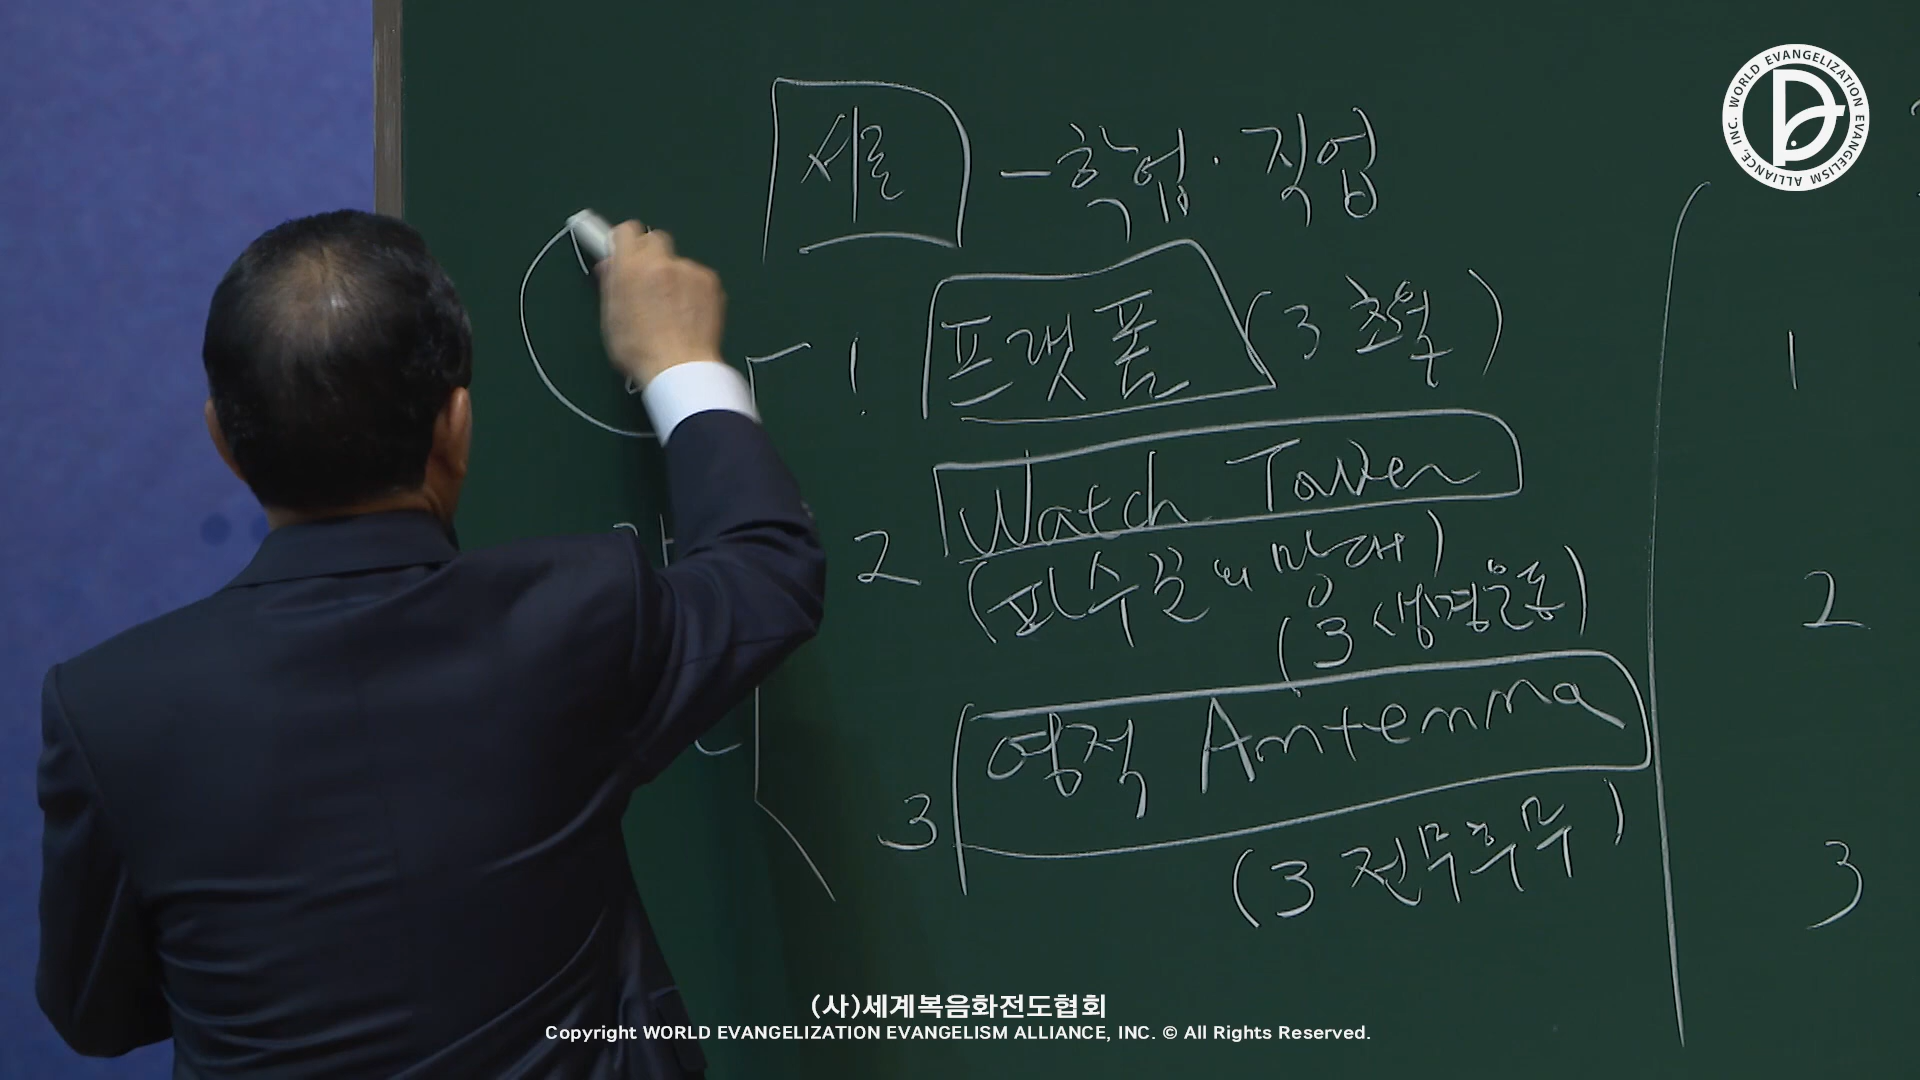 서론 – 학업 · 직업
1. 프랫폼 (3 초월)
2 Watch Tower
(파수꾼의 망대)
(3 생명운동)
3 영적 Antenna
(3 전무후무)
1
2
3
WORLD EVANGELIZATION EVANGELISM ALLIANCE, INC.
(사)세계복음화전도협회
Copyright WORLD EVANGELIZATION EVANGELISM ALLIANCE, INC. © All Rights Reserved.